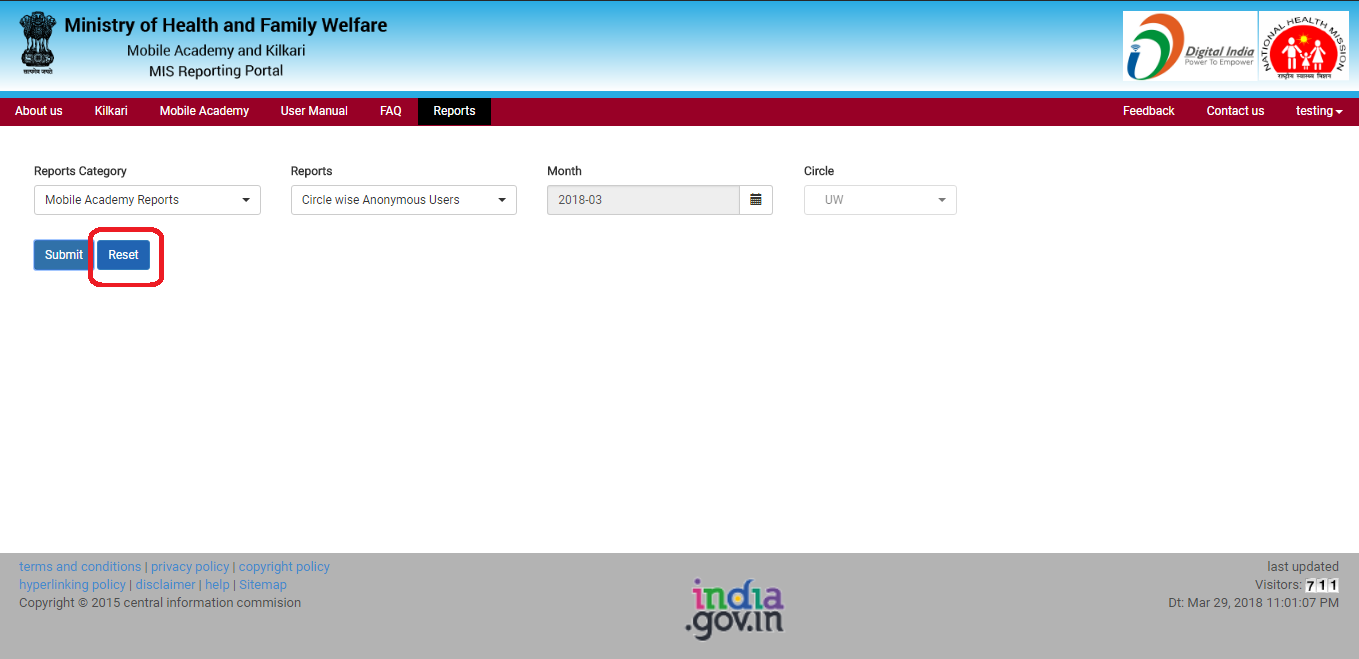 Ministry of Health and Family Welfare
Mobile Academy and Kilkari
MIS Reporting Portal
सत्यमेव जयते
Digital India
Power To Empower
NATIONAL HEALTH MISSION
राष्ट्रीय स्वास्थ्य मिशन
About us Kilkari Mobile Academy User Manual FAQ Reports Feedback Contact us testing
Reports Category Reports Month Circle
Mobile Academy Reports Circle wise Anonymous Users 2018-03 UW
Submit Reset
terms and conditions | privacy policy | copyright policy
hyperlinking policy | disclaimer | help | Sitemap
Copyright © 2015 central information commision
india
.gov.in
last updated
Visitors: 711
Dt: Mar 29, 2018 11:01:07 PM